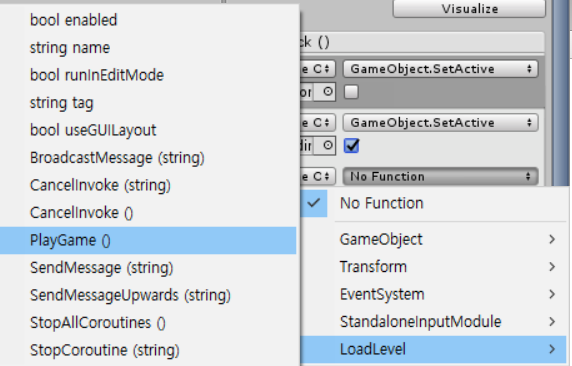 bool enabled
string name
bool runInEditMode
string tag
bool useGUILayout
BroadcastMessage (string)
CancelInvoke (string)
CancelInvoke ()
PlayGame ()
SendMessage (string)
SendMessageUpwards (string)
StopAllCoroutines ()
StopCoroutine (string)
Visualize
ck ()
e C GameObject.SetActive
or
e C GameObject.SetActive
dir
e C No Function
No Function
GameObject
Transform
EventSystem
StandaloneInputModule
LoadLevel